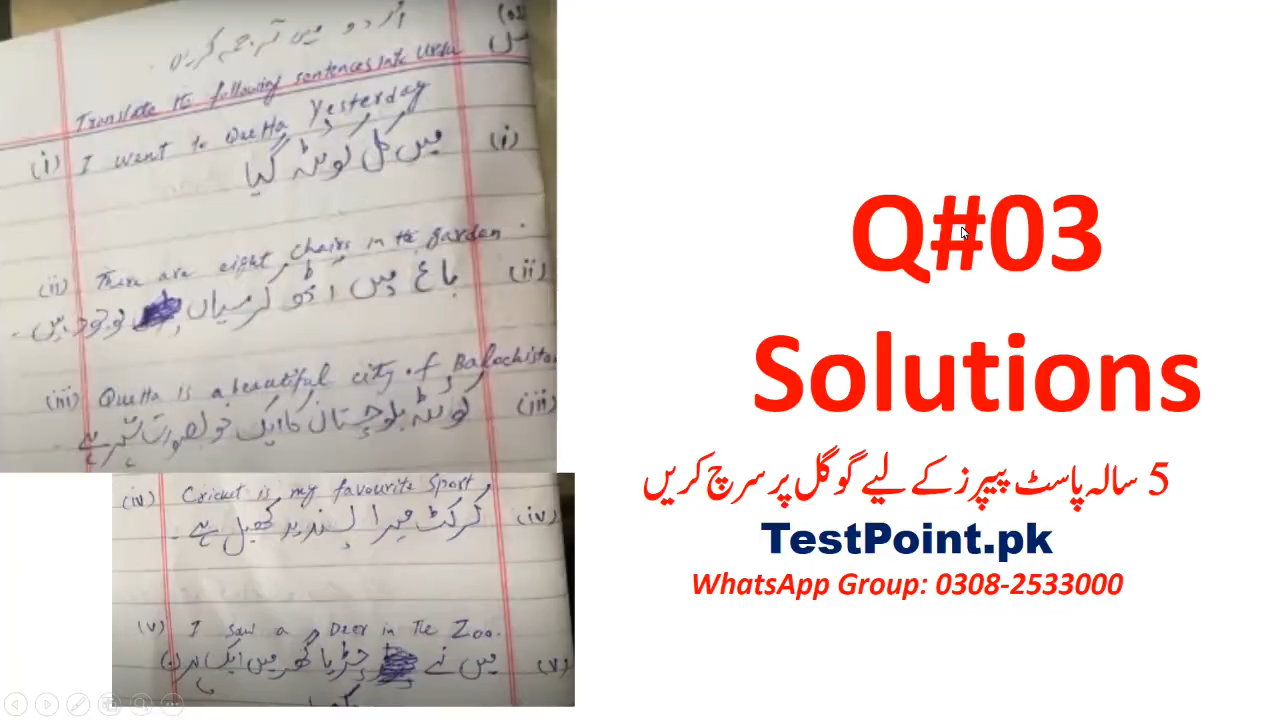 اردو میں ترجمہ کریں
Translate the following sentences into Urdu
(i) I went to Quetta Yesterday
(i) میں کل کوئٹہ گیا
(ii) There are eight chairs in the garden.
(ii) باغ میں آٹھ کرسیاں موجود ہیں۔
(iii) Quetta is a beautiful city of Balochistan
(iii) کوئٹہ بلوچستان کا ایک خوبصورت شہر ہے
(iv) Cricket is my favourite Sport
(iv) کرکٹ میرا پسندیدہ کھیل ہے۔
(v) I saw a Deer in the Zoo.
(v) میں نے چڑیا گھر میں ایک ہرن
Q#03
Solutions
5 سالہ پاسٹ پیپرز کے لیے گوگل پر سرچ کریں
TestPoint.pk
WhatsApp Group: 0308-2533000